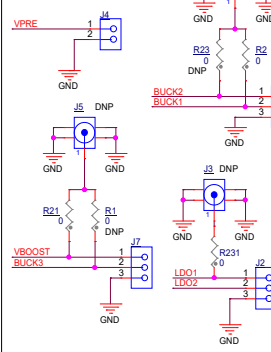 GND
GND
J4
VPRE
1
2
GND
R23
0
DNP
R2
0
BUCK2
BUCK1
1
2
3
GND
J5 DNP
1
GND
GND
R21
0
R1
0
DNP
J7
VBOOST
BUCK3
1
2
3
GND
J3 DNP
1
GND
GND
R231
0
J2
LDO1
LDO2
1
2
3
GND